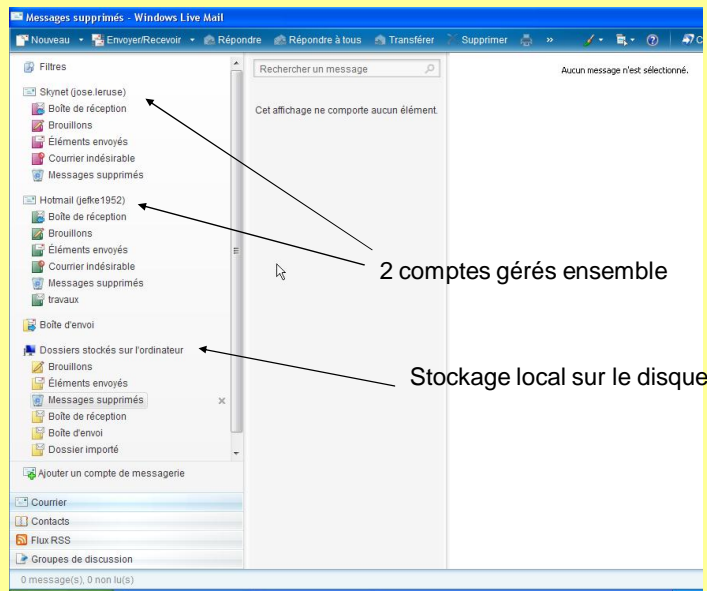 Messages supprimés - Windows Live Mail
Nouveau Envoyer/Recevoir Répondre Répondre à tous Transférer Supprimer » C
Filtres
Skynet (jose.leruse)
Boîte de réception
Brouillons
Éléments envoyés
Courrier indésirable
Messages supprimés
Hotmail (jefke1952)
Boîte de réception
Brouillons
Éléments envoyés
Courrier indésirable
Messages supprimés
travaux
Boîte d'envoi
Dossiers stockés sur l'ordinateur
Brouillons
Éléments envoyés
Messages supprimés
Boîte de réception
Boîte d'envoi
Dossier importé
Ajouter un compte de messagerie
Courrier
Contacts
Flux RSS
Groupes de discussion
0 message(s), 0 non lu(s)
Rechercher un message
Cet affichage ne comporte aucun élément.
Aucun message n'est sélectionné.
2 comptes gérés ensemble
Stockage local sur le disque